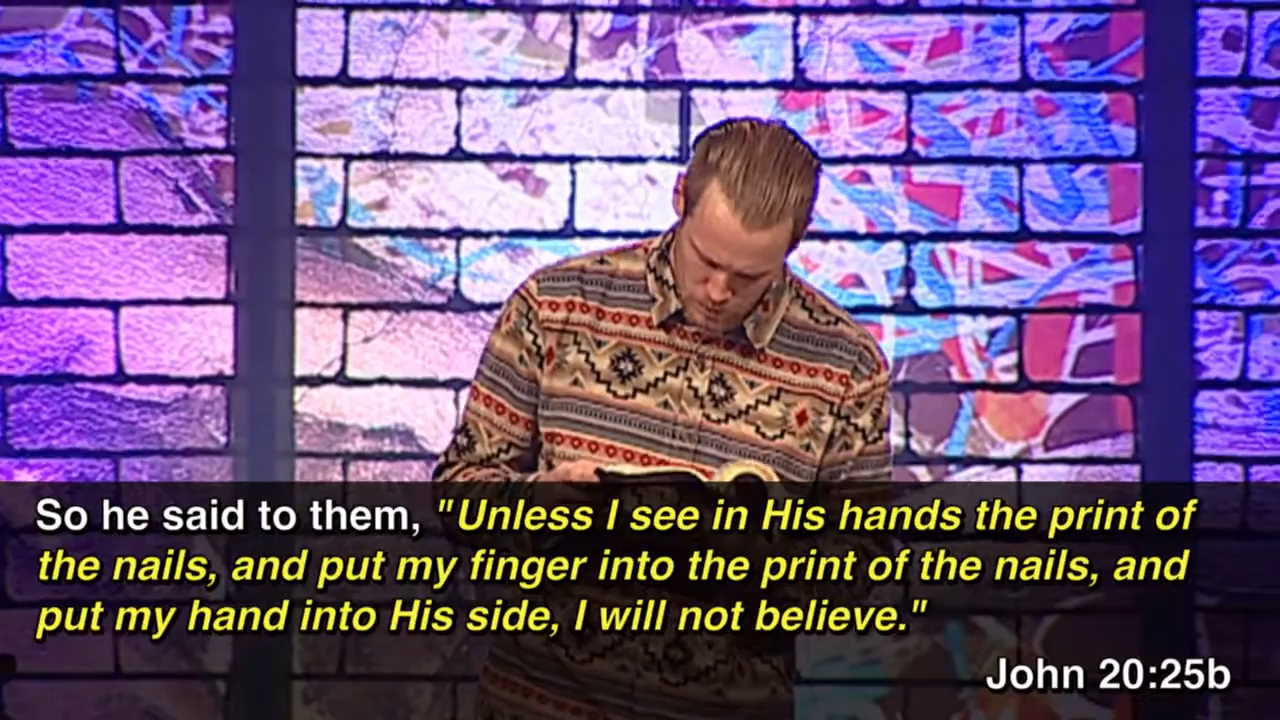 So he said to them, "Unless I see in His hands the print of
the nails, and put my finger into the print of the nails, and
put my hand into His side, I will not believe."
John 20:25b